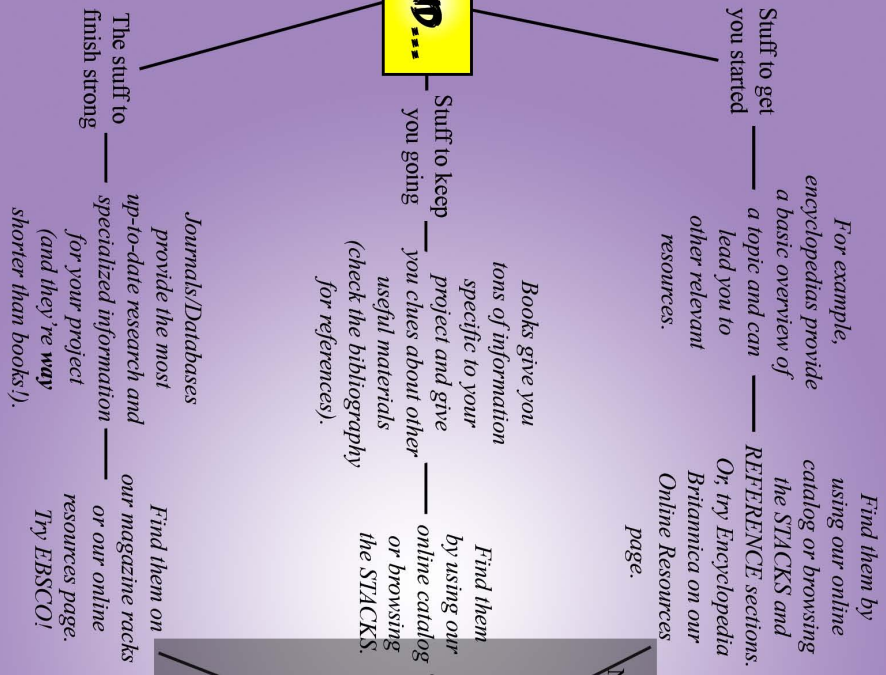 Stuff to get
you started
For example,
encyclopedias provide
a basic overview of
a topic and can
lead you to
other relevant
resources.
Find them by
using our online
catalog or browsing
the STACKS and
REFERENCE sections.
Or, try Encyclopedia
Britannica on our
Online Resources
page.
Stuff to keep
you going
Books give you
tons of information
specific to your
project and give
you clues about other
useful materials
(check the bibliography
for references).
Find them
by using our
online catalog
or browsing
the STACKS.
The stuff to
finish strong
Journals/Databases
provide the most
up-to-date research and
specialized information
for your project
(and they're way
shorter than books!).
Find them on
our magazine racks
or our online
resources page.
Try EBSCO!